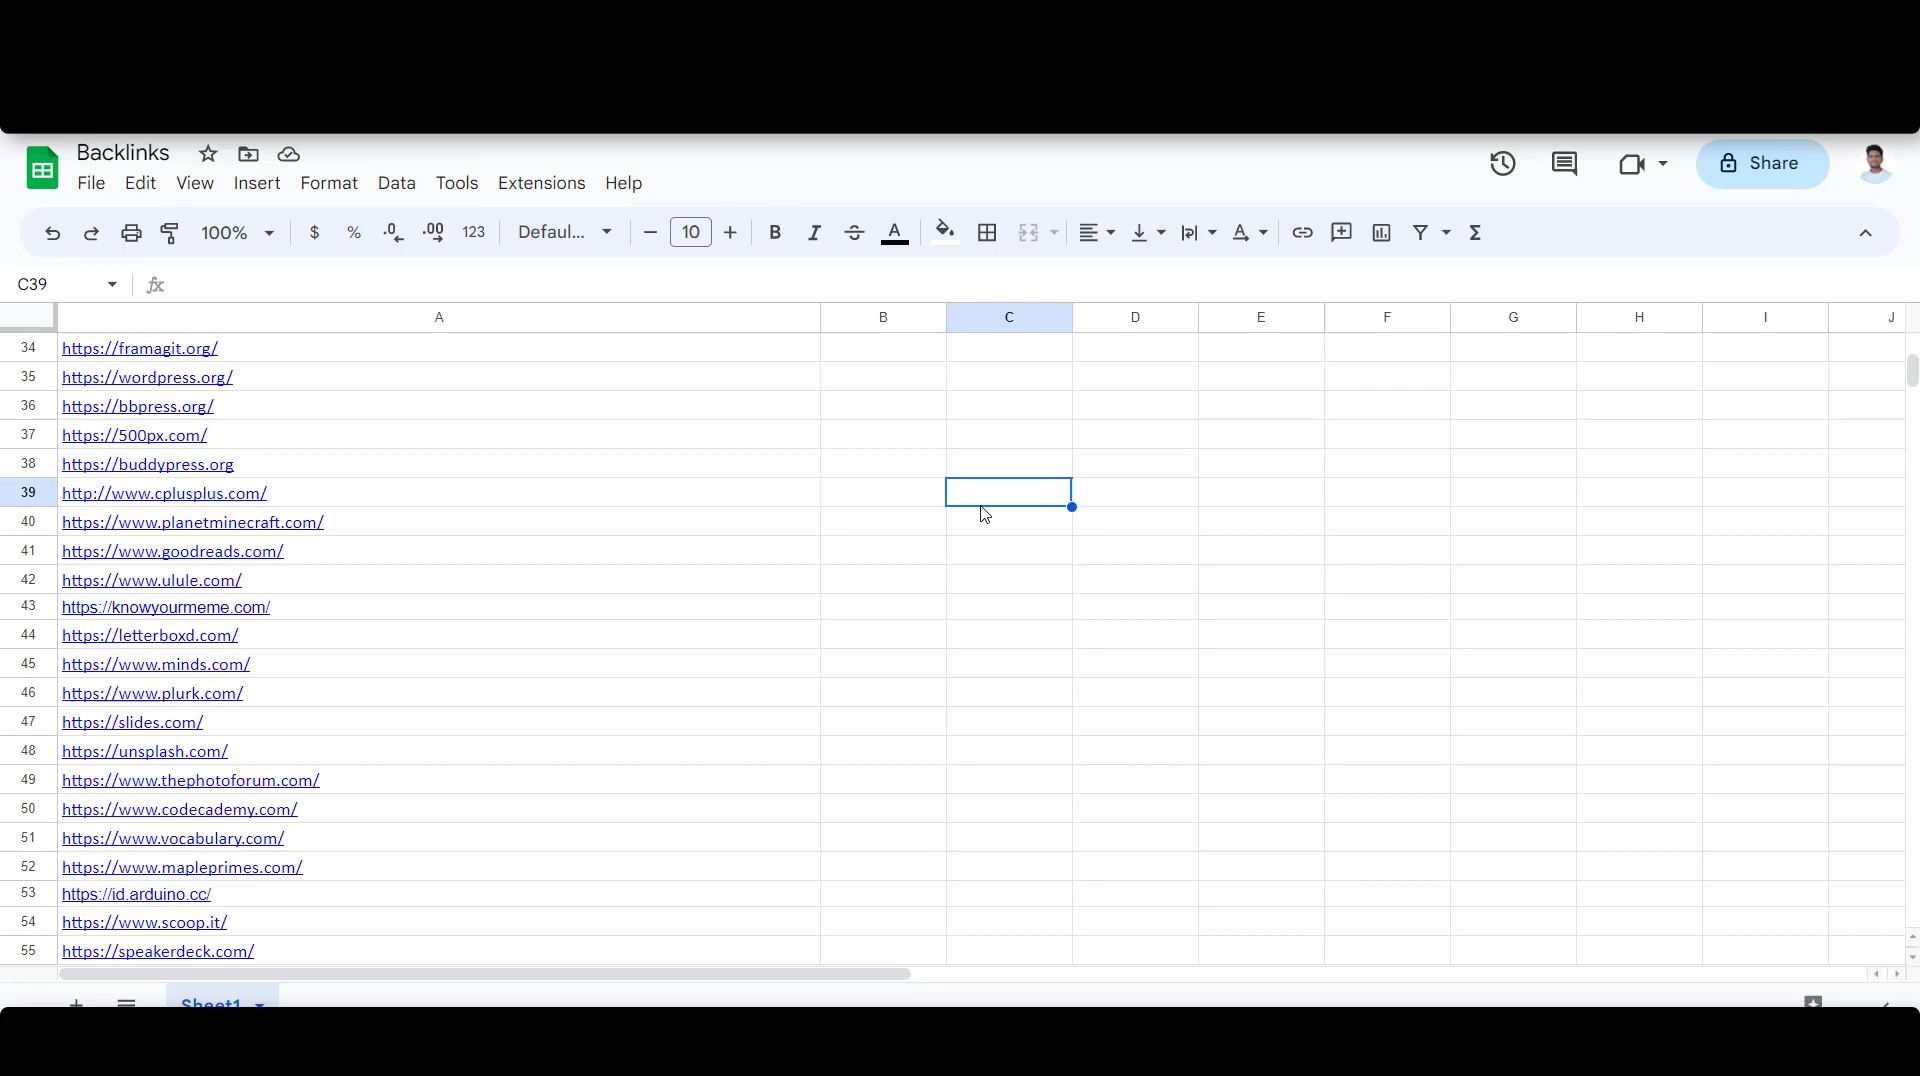 Backlinks
Share
File Edit View Insert Format Data Tools Extensions Help
100% $ % .0 .00 123 Defaul... 10 B I A
C39 fx
A B C D E F G H I J
34 https://framagit.org/
35 https://wordpress.org/
36 https://bbpress.org/
37 https://500px.com/
38 https://buddypress.org
39 http://www.cplusplus.com/
40 https://www.planetminecraft.com/
41 https://www.goodreads.com/
42 https://www.ulule.com/
43 https://knowyourmeme.com/
44 https://letterboxd.com/
45 https://www.minds.com/
46 https://www.plurk.com/
47 https://slides.com/
48 https://unsplash.com/
49 https://www.thephotoforum.com/
50 https://www.codecademy.com/
51 https://www.vocabulary.com/
52 https://www.mapleprimes.com/
53 https://id.arduino.cc/
54 https://www.scoop.it/
55 https://speakerdeck.com/
Sheet1